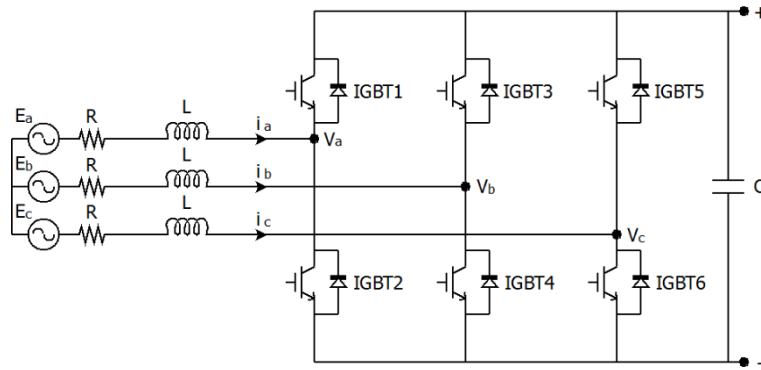 +
IGBT1 IGBT3 IGBT5
Ea R L ia Va
Eb R L ib Vb
Ec R L ic Vc
C
IGBT2 IGBT4 IGBT6
-